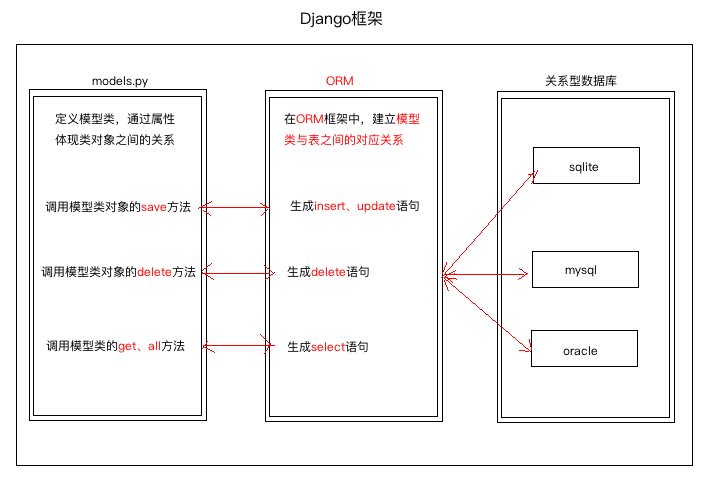 Django框架
models.py
ORM
关系型数据库
定义模型类，通过属性
体现类对象之间的关系
在ORM框架中，建立模型
类与表之间的对应关系
sqlite
调用模型类对象的save方法
生成insert、update语句
调用模型类对象的delete方法
生成delete语句
mysql
调用模型类的get、all方法
生成select语句
oracle